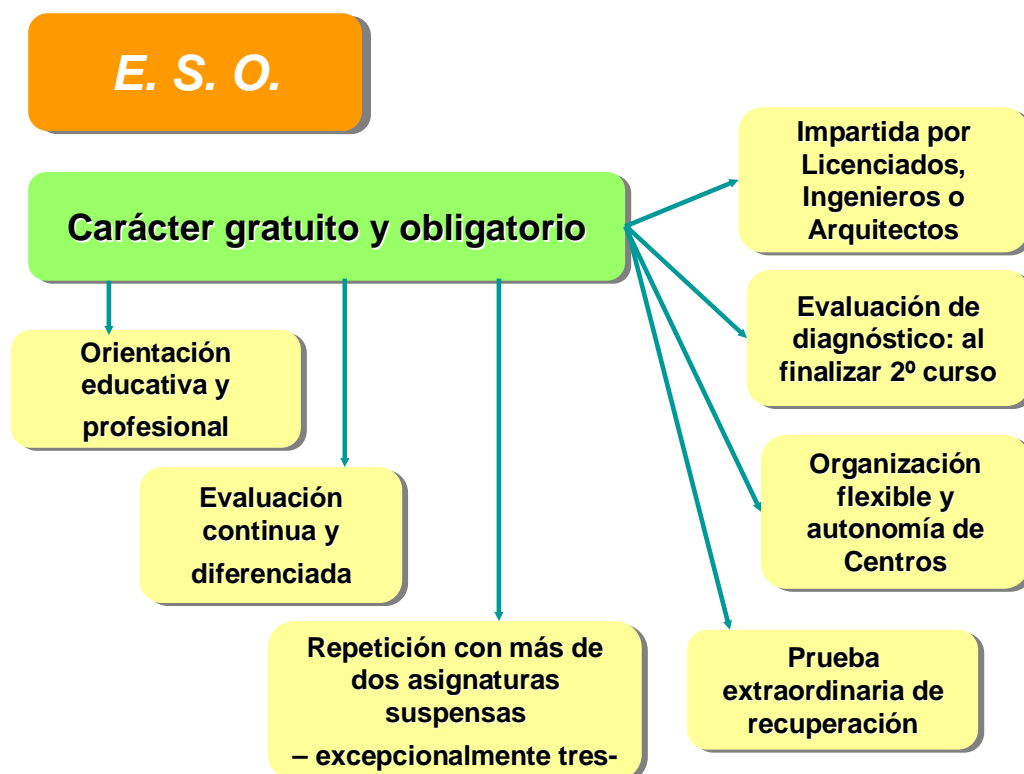 E. S. O.
Carácter gratuito y obligatorio
Impartida por
Licenciados,
Ingenieros o
Arquitectos
Evaluación de
diagnóstico: al
finalizar 2º curso
Organización
flexible y
autonomía de
Centros
Prueba
extraordinaria de
recuperación
Orientación
educativa y
profesional
Evaluación
continua y
diferenciada
Repetición con más de
dos asignaturas
suspensas
– excepcionalmente tres-